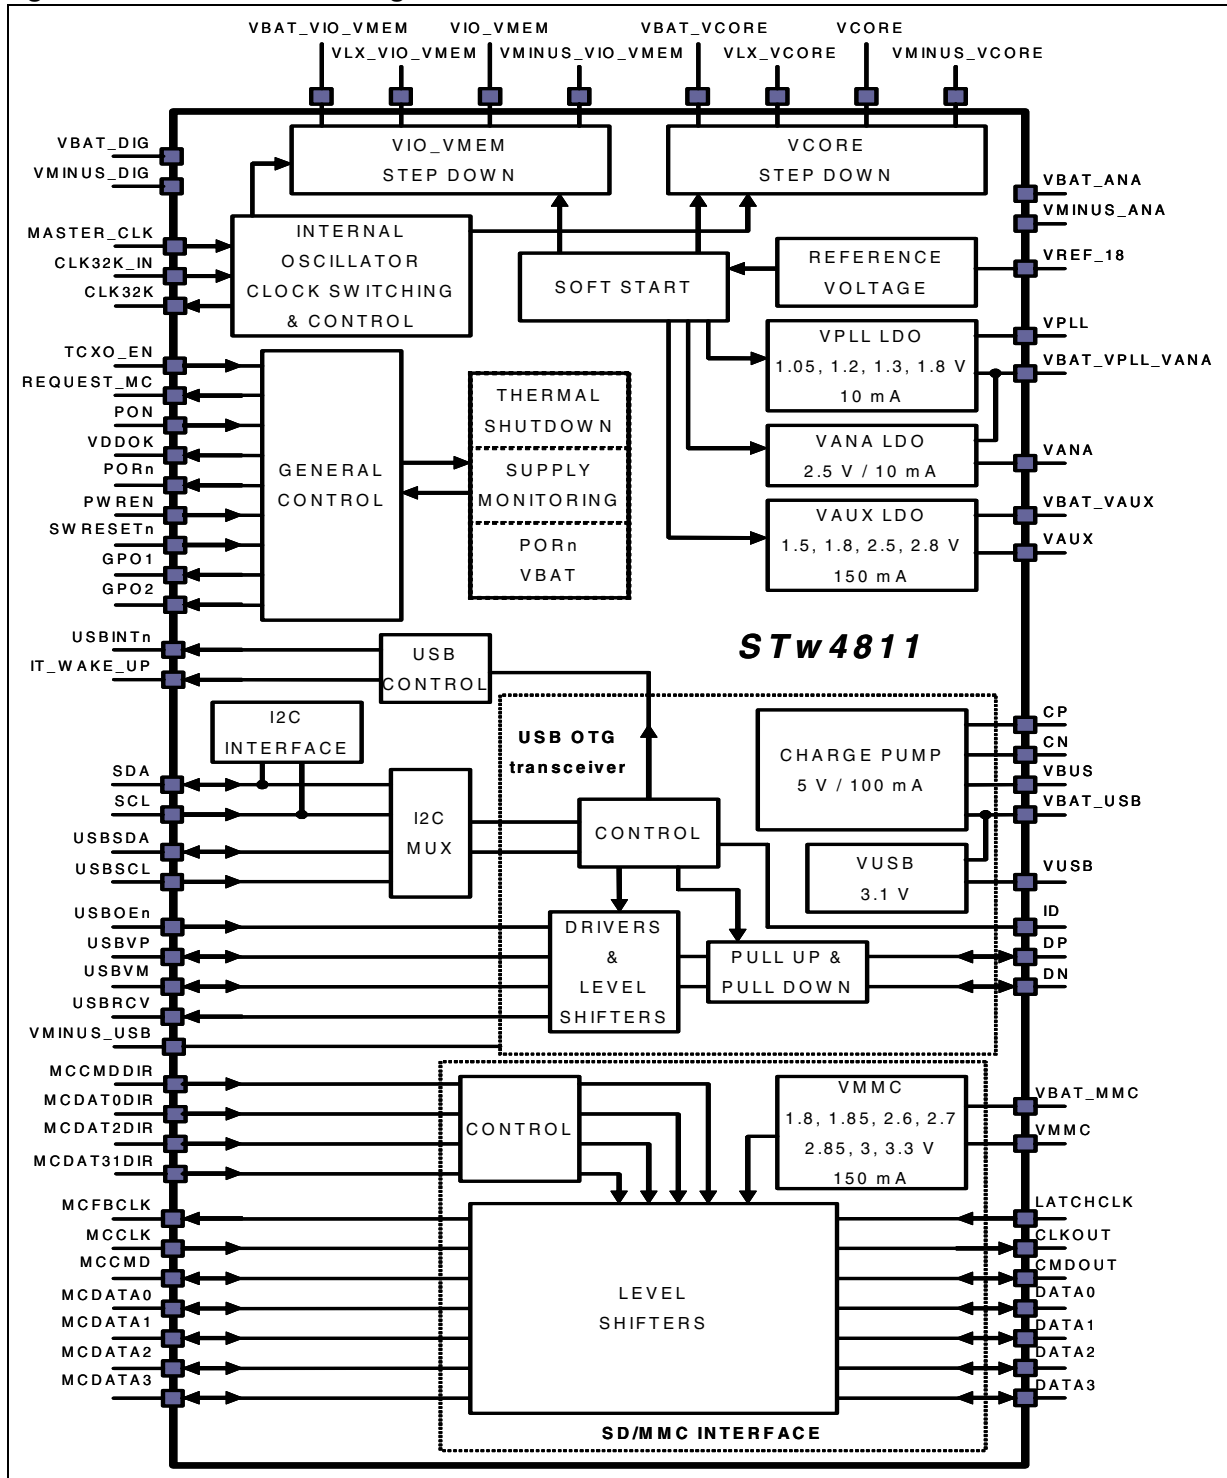 VBAT_VIO_VMEM
VIO_VMEM
VBAT_VCORE
VCORE
VLX_VIO_VMEM
VMINUS_VIO_VMEM
VLX_VCORE
VMINUS_VCORE
VBAT_DIG
VMINUS_DIG
MASTER_CLK
CLK32K_IN
CLK32K
TCXO_EN
REQUEST_MC
PON
VDDOK
PORn
PWREN
SWRESETn
GPO1
GPO2
USBINTn
IT_WAKE_UP
SDA
SCL
USBSDA
USBSCL
USBOEn
USBVP
USBVM
USBRCV
VMINUS_USB
MCCMDDIR
MCDAT0DIR
MCDAT2DIR
MCDAT31DIR
MCFBCLK
MCCLK
MCCMD
MCDATA0
MCDATA1
MCDATA2
MCDATA3
VIO_VMEM
STEP DOWN
VCORE
STEP DOWN
INTERNAL
OSCILLATOR
CLOCK SWITCHING
& CONTROL
SOFT START
REFERENCE
VOLTAGE
VPLL LDO
1.05, 1.2, 1.3, 1.8 V
10 mA
VANA LDO
2.5 V / 10 mA
VAUX LDO
1.5, 1.8, 2.5, 2.8 V
150 mA
GENERAL
CONTROL
THERMAL
SHUTDOWN
SUPPLY
MONITORING
PORn
VBAT
STw4811
USB
CONTROL
I2C
INTERFACE
I2C
MUX
USB OTG
transceiver
CONTROL
CHARGE PUMP
5 V / 100 mA
VUSB
3.1 V
DRIVERS
&
LEVEL
SHIFTERS
PULL UP &
PULL DOWN
CONTROL
VMMC
1.8, 1.85, 2.6, 2.7
2.85, 3, 3.3 V
150 mA
LEVEL
SHIFTERS
SD/MMC INTERFACE
VBAT_ANA
VMINUS_ANA
VREF_18
VPLL
VBAT_VPLL_VANA
VANA
VBAT_VAUX
VAUX
CP
CN
VBUS
VBAT_USB
VUSB
ID
DP
DN
VBAT_MMC
VMMC
LATCHCLK
CLKOUT
CMDOUT
DATA0
DATA1
DATA2
DATA3